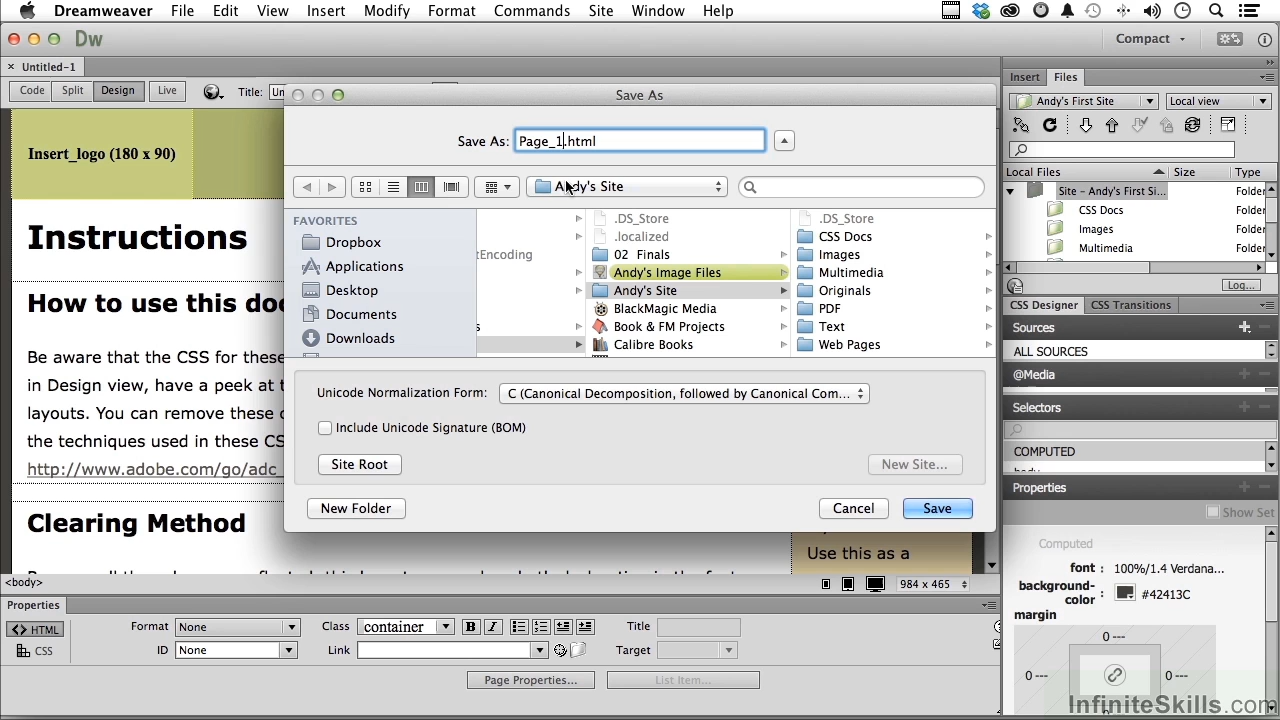 Dreamweaver File Edit View Insert Modify Format Commands Site Window Help
Dw
Compact
Untitled-1
Code Split Design Live Title:
Save As
Save As: Page_1.html
Andy's Site
FAVORITES
Dropbox
Applications
Desktop
Documents
Downloads
tEncoding
.DS_Store
.localized
02 Finals
Andy's Image Files
Andy's Site
BlackMagic Media
Book & FM Projects
Calibre Books
.DS_Store
CSS Docs
Images
Multimedia
Originals
PDF
Text
Web Pages
Unicode Normalization Form: C (Canonical Decomposition, followed by Canonical Com...
Include Unicode Signature (BOM)
Site Root New Site...
New Folder Cancel Save
Insert_logo (180 x 90)
Instructions
How to use this do
Be aware that the CSS for these
in Design view, have a peek at t
layouts. You can remove these
the techniques used in these CS
http://www.adobe.com/go/adc_
Clearing Method
Use this as a
<body> 984 x 465
Properties
HTML Format None Class container B I Title
CSS ID None Link Target
Page Properties... List Item...
Insert Files
Andy's First Site Local view
Local Files Size Type
Site - Andy's First Si... Folder
CSS Docs Folder
Images Folder
Multimedia Folder
Log...
CSS Designer CSS Transitions
Sources
ALL SOURCES
@Media
Selectors
COMPUTED
body
Properties
Show Set
Computed
font : 100%/1.4 Verdana...
background-
color : #42413C
margin
0 ---
0 --- 0 ---
InfiniteSkills.com